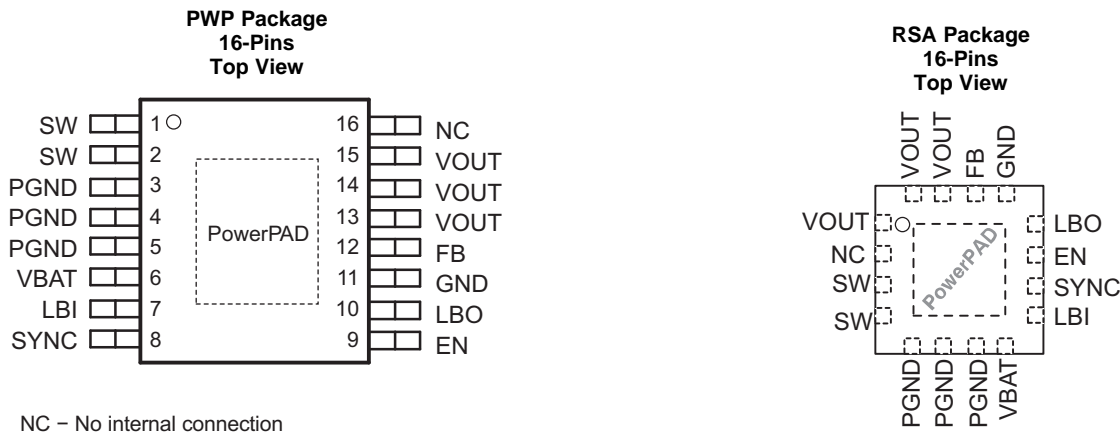 PWP Package
16-Pins
Top View
SW 1 16 NC
SW 2 15 VOUT
PGND 3 14 VOUT
PGND 4 13 VOUT
PGND 5 12 FB
VBAT 6 11 GND
LBI 7 10 LBO
SYNC 8 9 EN
PowerPAD
NC − No internal connection
RSA Package
16-Pins
Top View
VOUT
VOUT
FB
GND
VOUT
NC
SW
SW
PowerPAD
LBO
EN
SYNC
LBI
PGND
PGND
PGND
VBAT